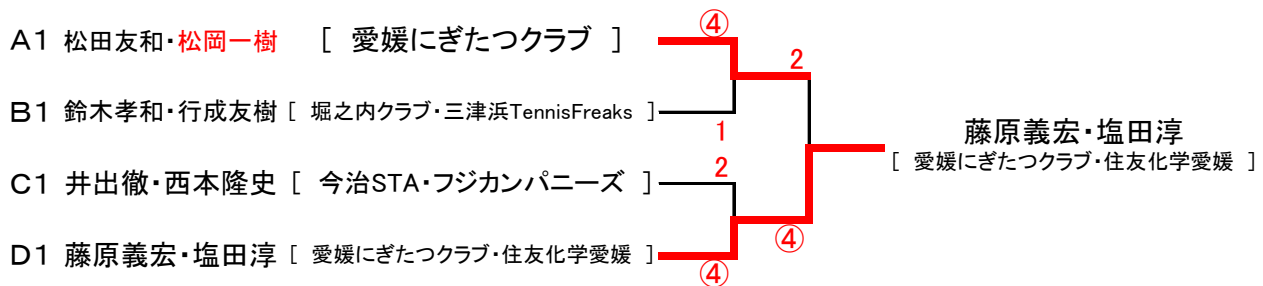 ④
A1 松田友和・松岡一樹 [ 愛媛にぎたつクラブ ]
2
B1 鈴木孝和・行成友樹 [ 堀之内クラブ・三津浜TennisFreaks ]
1
藤原義宏・塩田淳
[ 愛媛にぎたつクラブ・住友化学愛媛 ]
2
C1 井出徹・西本隆史 [ 今治STA・フジカンパニーズ ]
④
D1 藤原義宏・塩田淳 [ 愛媛にぎたつクラブ・住友化学愛媛 ]
④